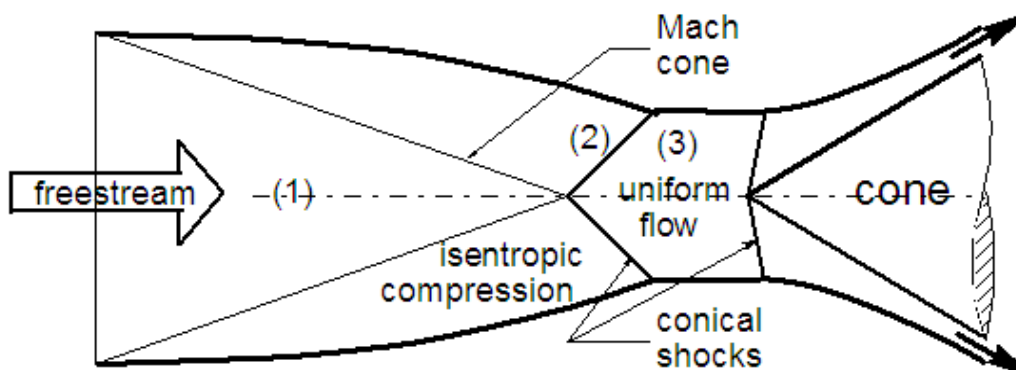 Mach
cone
(2)
(3)
freestream
(1)
uniform
flow
cone
isentropic
compression
conical
shocks